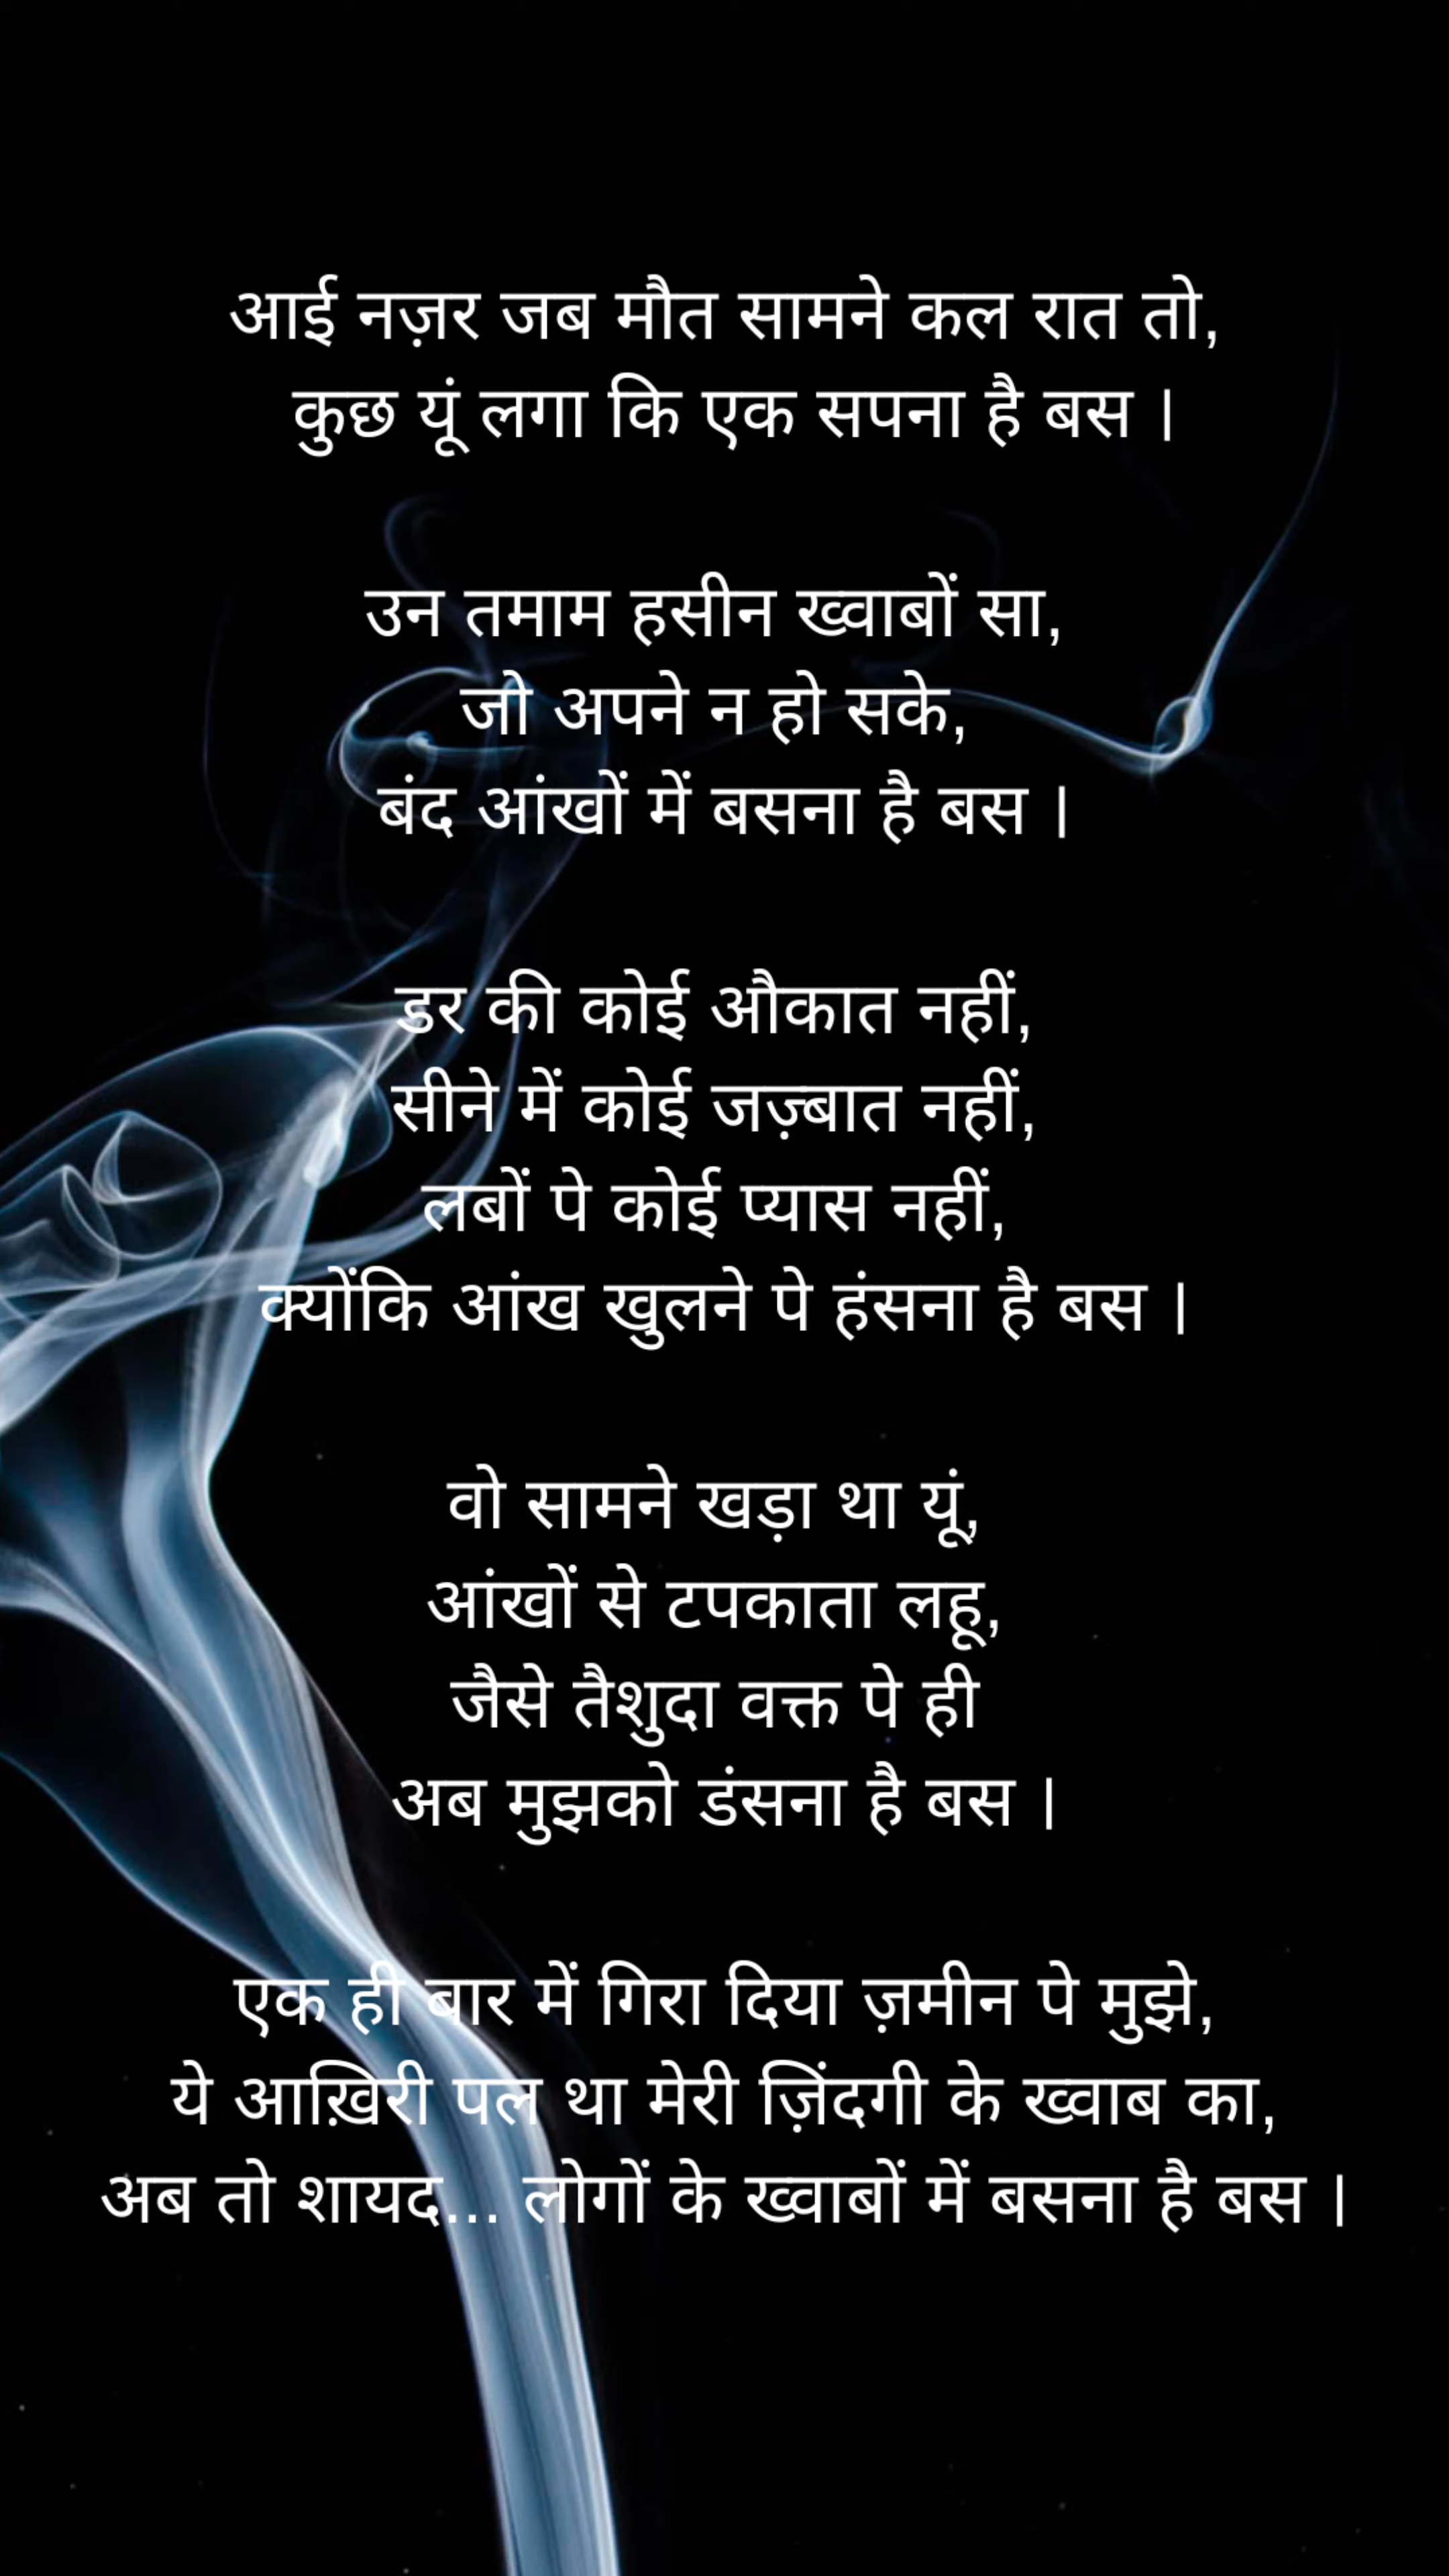 आई नज़र जब मौत सामने कल रात तो,
कुछ यूं लगा कि एक सपना है बस ।
उन तमाम हसीन ख्वाबों सा,
जो अपने न हो सके,
बंद आंखों में बसना है बस ।
डर की कोई औकात नहीं,
सीने में कोई जज़्बात नहीं,
लबों पे कोई प्यास नहीं,
क्योंकि आंख खुलने पे हंसना है बस ।
वो सामने खड़ा था यूं,
आंखों से टपकाता लहू,
जैसे तैशुदा वक्त पे ही
अब मुझको डंसना है बस ।
एक ही बार में गिरा दिया ज़मीन पे मुझे,
ये आख़िरी पल था मेरी ज़िंदगी के ख्वाब का,
अब तो शायद... लोगों के ख्वाबों में बसना है बस ।